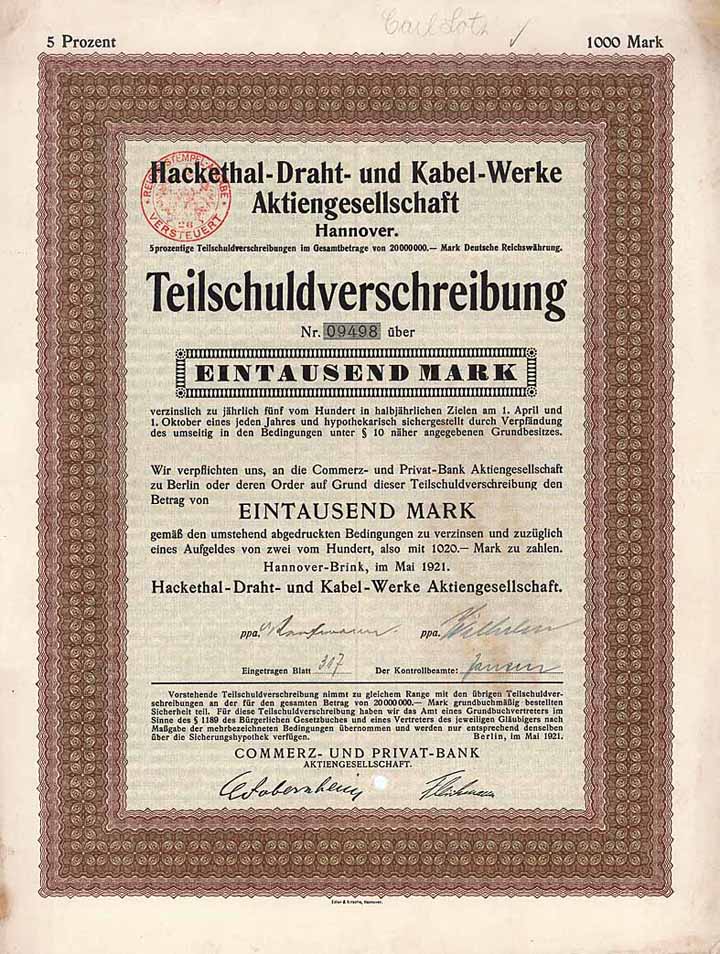 Carl Lotz
5 Prozent 1000 Mark
REICHSSTEMPEL-ABGABE
VERSTEUERT
Hackethal-Draht- und Kabel-Werke
Aktiengesellschaft
Hannover.
5prozentige Teilschuldverschreibungen im Gesamtbetrage von 20000000.— Mark Deutsche Reichswährung.
Teilschuldverschreibung
Nr. 09498 über
EINTAUSEND MARK
verzinslich zu jährlich fünf vom Hundert in halbjährlichen Zielen am 1. April und
1. Oktober eines jeden Jahres und hypothekarisch sichergestellt durch Verpfändung
des umseitig in den Bedingungen unter § 10 näher angegebenen Grundbesitzes.
Wir verpflichten uns, an die Commerz- und Privat-Bank Aktiengesellschaft
zu Berlin oder deren Order auf Grund dieser Teilschuldverschreibung den
Betrag von
EINTAUSEND MARK
gemäß den umstehend abgedruckten Bedingungen zu verzinsen und zuzüglich
eines Aufgeldes von zwei vom Hundert, also mit 1020.— Mark zu zahlen.
Hannover-Brink, im Mai 1921.
Hackethal-Draht- und Kabel-Werke Aktiengesellschaft.
ppa. ppa. Wilhelm
Eingetragen Blatt 307 Der Kontrollbeamte: Jansen
Vorstehende Teilschuldverschreibung nimmt zu gleichem Range mit den übrigen Teilschuldver-
schreibungen an der für den gesamten Betrag von 20000000.— Mark grundbuchmäßig bestellten
Sicherheit teil. Für diese Teilschuldverschreibung haben wir das Amt eines Grundbuchvertreters im
Sinne des § 1189 des Bürgerlichen Gesetzbuches und eines Vertreters des jeweiligen Gläubigers nach
Maßgabe der mehrbezeichneten Bedingungen übernommen und werden nur entsprechend denselben
über die Sicherungshypothek verfügen. Berlin, im Mai 1921.
COMMERZ- UND PRIVAT-BANK
AKTIENGESELLSCHAFT.